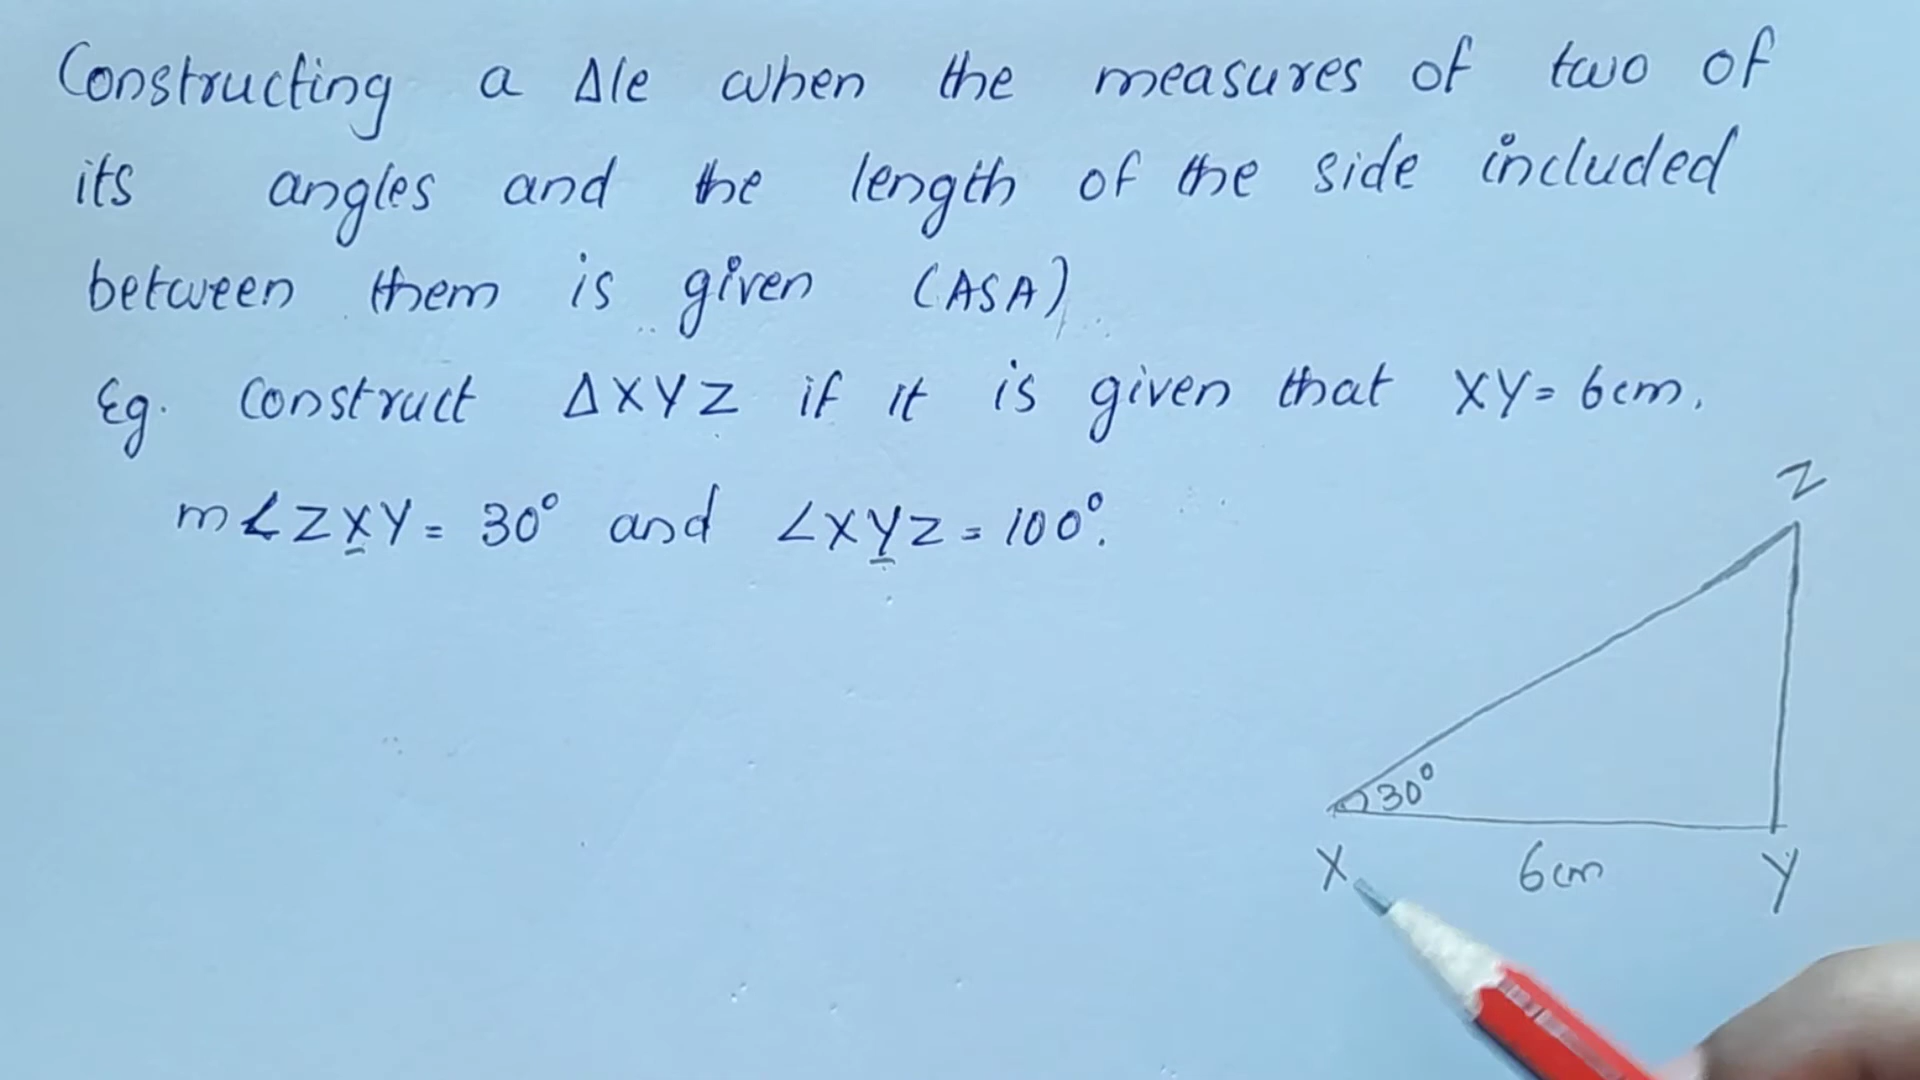 Constructing a Δle when the measures of two of
its angles and the length of the side included
between them is given (ASA)
Eg. Construct ΔXYZ if it is given that XY = 6cm.
m∠ZXY = 30° and ∠XYZ = 100°.
Z
30°
X 6cm Y